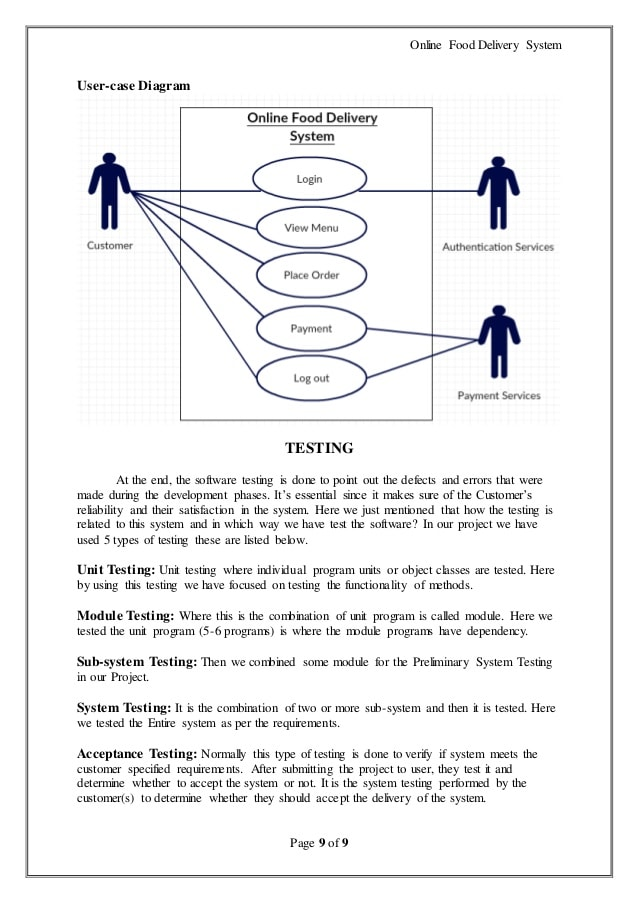 Online Food Delivery System
User-case Diagram
Online Food Delivery
System
Login
View Menu
Customer
Authentication Services
Place Order
Payment
Log out
Payment Services
TESTING
At the end, the software testing is done to point out the defects and errors that were
made during the development phases. It’s essential since it makes sure of the Customer’s
reliability and their satisfaction in the system. Here we just mentioned that how the testing is
related to this system and in which way we have test the software? In our project we have
used 5 types of testing these are listed below.
Unit Testing: Unit testing where individual program units or object classes are tested. Here
by using this testing we have focused on testing the functionality of methods.
Module Testing: Where this is the combination of unit program is called module. Here we
tested the unit program (5-6 programs) is where the module programs have dependency.
Sub-system Testing: Then we combined some module for the Preliminary System Testing
in our Project.
System Testing: It is the combination of two or more sub-system and then it is tested. Here
we tested the Entire system as per the requirements.
Acceptance Testing: Normally this type of testing is done to verify if system meets the
customer specified requirements. After submitting the project to user, they test it and
determine whether to accept the system or not. It is the system testing performed by the
customer(s) to determine whether they should accept the delivery of the system.
Page 9 of 9